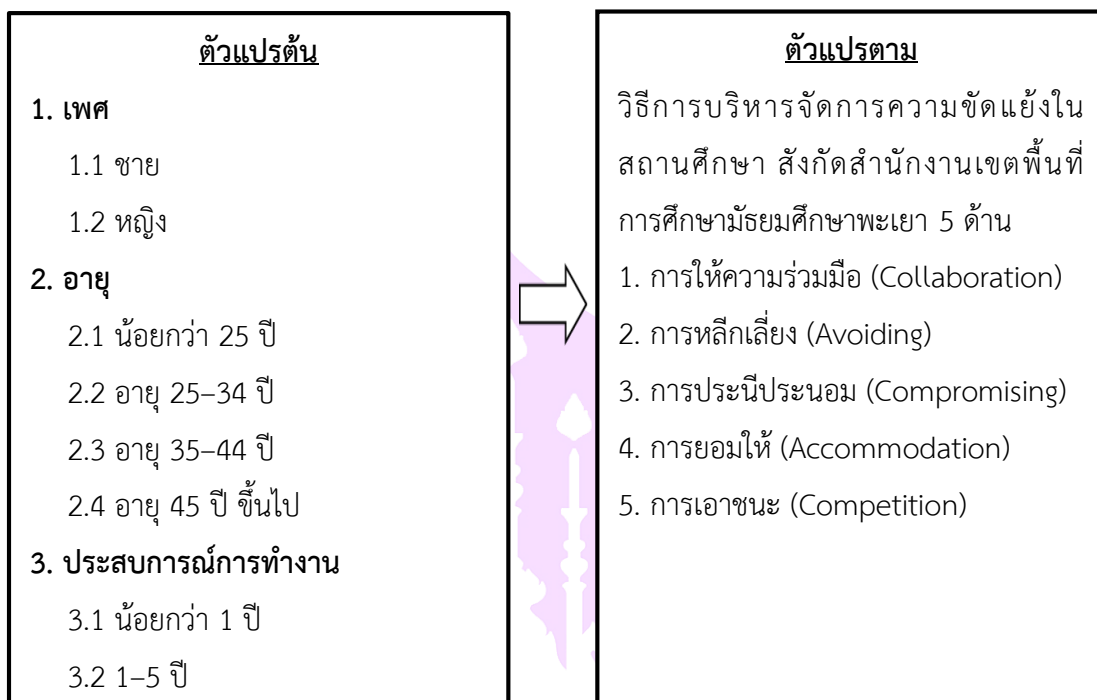 ตัวแปรต้น
1. เพศ
1.1 ชาย
1.2 หญิง
2. อายุ
2.1 น้อยกว่า 25 ปี
2.2 อายุ 25–34 ปี
2.3 อายุ 35–44 ปี
2.4 อายุ 45 ปี ขึ้นไป
3. ประสบการณ์การทำงาน
3.1 น้อยกว่า 1 ปี
3.2 1–5 ปี
ตัวแปรตาม
วิธีการบริหารจัดการความขัดแย้งใน
สถานศึกษา สังกัดสำนักงานเขตพื้นที่
การศึกษามัธยมศึกษาพะเยา 5 ด้าน
1. การให้ความร่วมมือ (Collaboration)
2. การหลีกเลี่ยง (Avoiding)
3. การประนีประนอม (Compromising)
4. การยอมให้ (Accommodation)
5. การเอาชนะ (Competition)